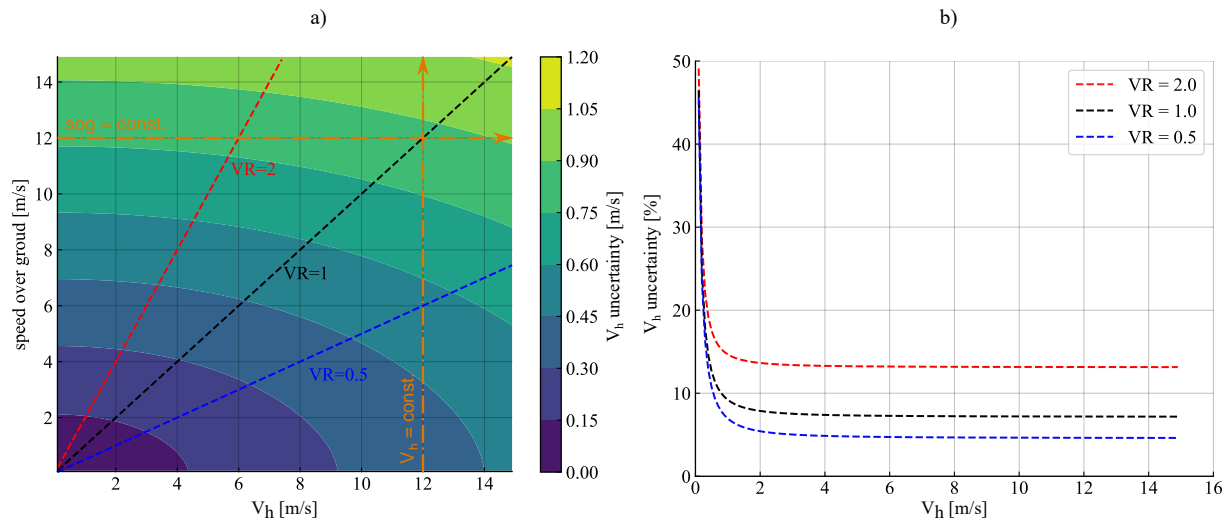 a)
speed over groud [m/s]
14
12
10
8
6
4
2
sog = const.
VR=2
VR=1
VR=0.5
V_h = const.
2 4 6 8 10 12 14
V_h [m/s]
1.20
1.05
0.90
0.75
0.60
0.45
0.30
0.15
0.00
V_h uncertainty [m/s]
b)
V_h uncertainty [%]
50
40
30
20
10
0
VR = 2.0
VR = 1.0
VR = 0.5
0 2 4 6 8 10 12 14 16
V_h [m/s]